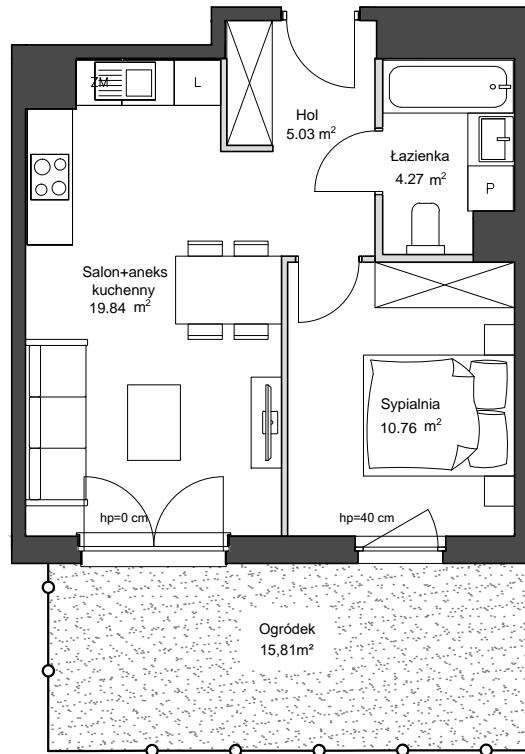 ZM
L
Hol
5.03 m²
Łazienka
4.27 m²
P
Salon+aneks
kuchenny
19.84 m²
Sypialnia
10.76 m²
hp=0 cm
hp=40 cm
Ogródek
15,81m²